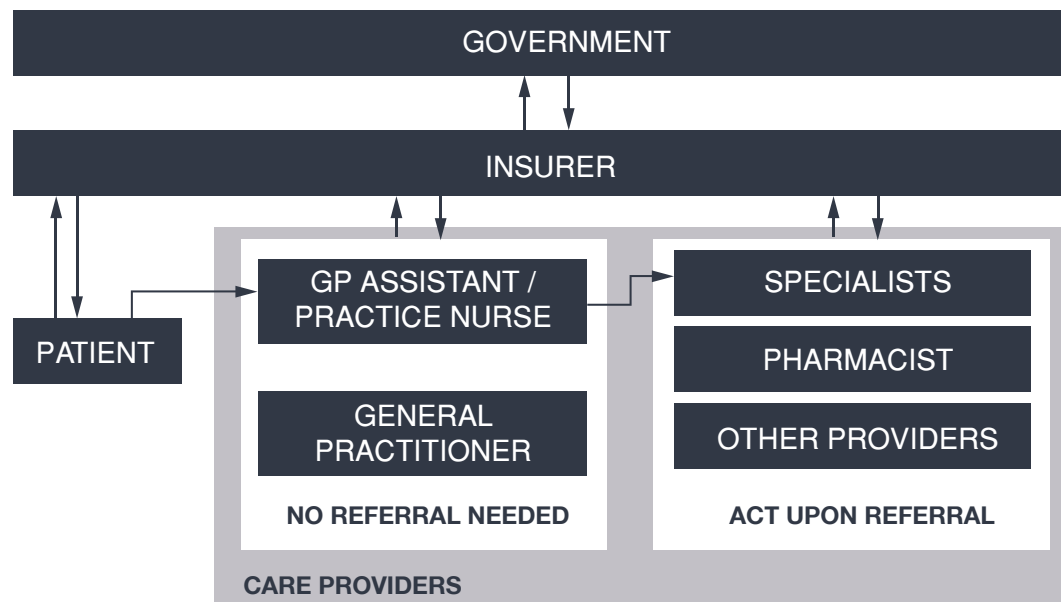 GOVERNMENT
INSURER
PATIENT
GP ASSISTANT /
PRACTICE NURSE
GENERAL
PRACTITIONER
NO REFERRAL NEEDED
SPECIALISTS
PHARMACIST
OTHER PROVIDERS
ACT UPON REFERRAL
CARE PROVIDERS